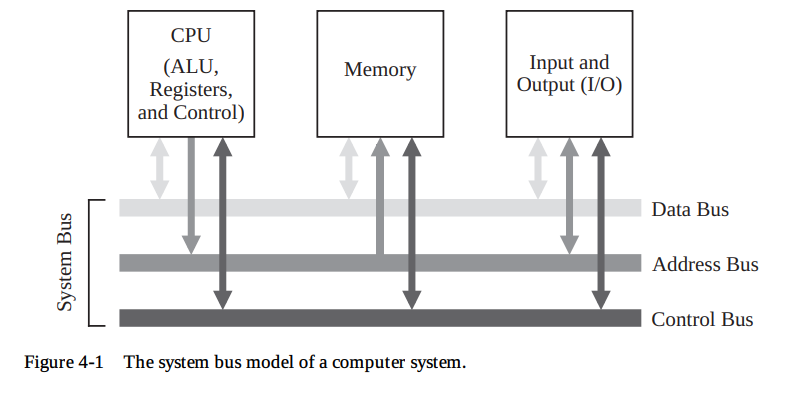 CPU
(ALU,
Registers,
and Control)
Memory
Input and
Output (I/O)
System Bus
Data Bus
Address Bus
Control Bus
Figure 4-1 The system bus model of a computer system.